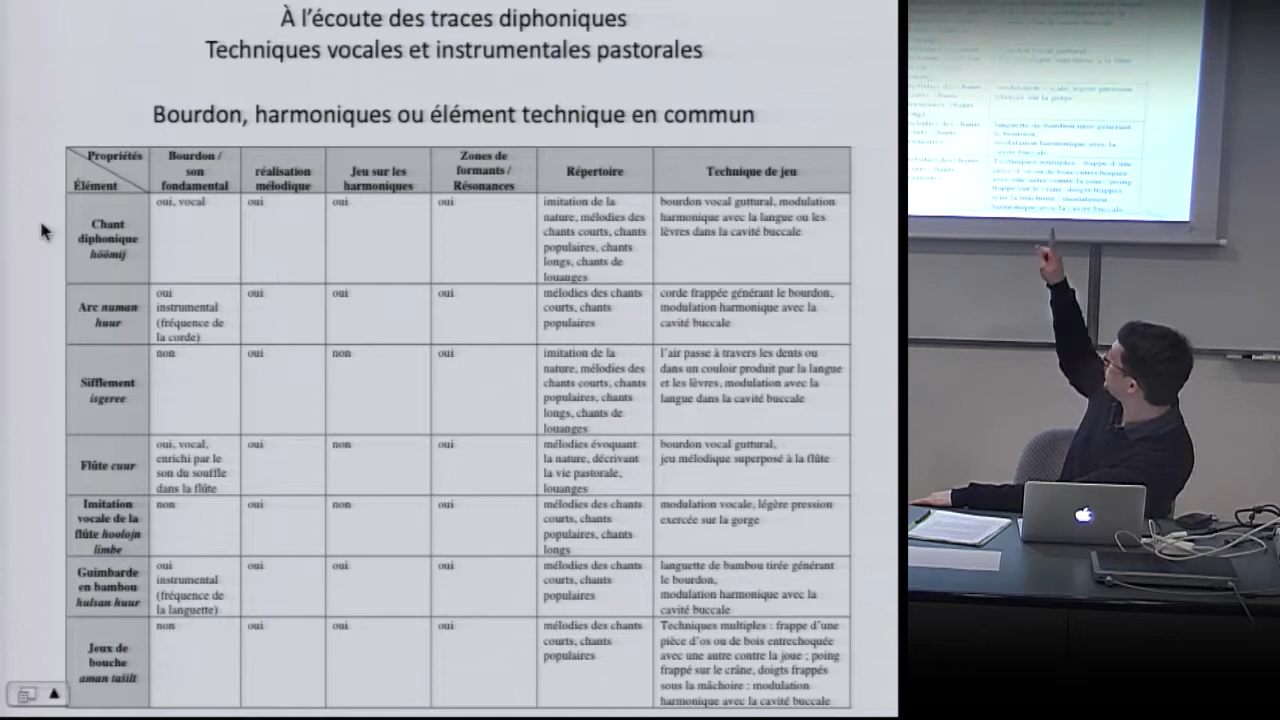 À l'écoute des traces diphoniques
Techniques vocales et instrumentales pastorales
Bourdon, harmoniques ou élément technique en commun
Propriétés
Élément
Bourdon /
son
fondamental
réalisation
mélodique
Jeu sur les
harmoniques
Zones de
formants /
Résonances
Répertoire
Technique de jeu
Chant
diphonique
höömij
oui, vocal
oui
oui
oui
imitation de la
nature, mélodies des
chants courts, chants
populaires, chants
longs, chants de
louanges
bourdon vocal guttural, modulation
harmonique avec la langue ou les
lèvres dans la cavité buccale
Arc numan
huur
oui
instrumental
(fréquence de
la corde)
oui
oui
oui
mélodies des chants
courts, chants
populaires
corde frappée générant le bourdon,
modulation harmonique avec la
cavité buccale
Sifflement
isgeree
non
oui
non
oui
imitation de la
nature, mélodies des
chants courts, chants
populaires, chants
longs, chants de
louanges
l'air passe à travers les dents ou
dans un couloir produit par la langue
et les lèvres, modulation avec la
langue dans la cavité buccale
Flûte cuur
oui, vocal,
enrichi par le
son du souffle
dans la flûte
oui
non
oui
mélodies évoquant
la nature, décrivant
la vie pastorale,
louanges
bourdon vocal guttural,
jeu mélodique superposé à la flûte
Imitation
vocale de la
flûte hooloin
limbe
non
oui
non
oui
mélodies des chants
courts, chants
populaires, chants
longs
modulation vocale, légère pression
exercée sur la gorge
Guimbarde
en bambou
hulsan huur
oui
instrumental
(fréquence de
la languette)
oui
oui
oui
mélodies des chants
courts, chants
populaires
languette de bambou tirée générant
le bourdon,
modulation harmonique avec la
cavité buccale
Jeux de
bouche
aman tašilt
non
oui
oui
oui
mélodies des chants
courts, chants
populaires
Techniques multiples : frappe d'une
pièce d'os ou de bois entrechoquée
avec une autre contre la joue ; poing
frappé sur le crâne, doigts frappés
sous la mâchoire : modulation
harmonique avec la cavité buccale